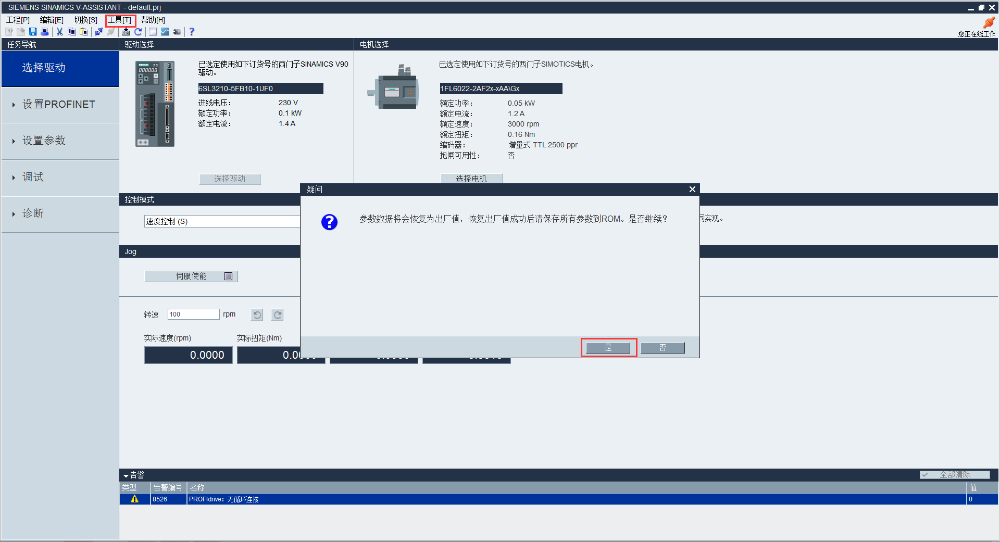 SIEMENS SINAMICS V-ASSISTANT - default.prj
工程[P] 编辑[E] 切换[S] 工具[T] 帮助[H]
您正在线工作
任务导航
选择驱动
设置PROFINET
设置参数
调试
诊断
驱动选择
已选定使用如下订货号的西门子SINAMICS V90
驱动。
6SL3210-5FB10-1UF0
进线电压： 230 V
额定功率： 0.1 kW
额定电流： 1.4 A
选择驱动
电机选择
已选定使用如下订货号的西门子SIMOTICS电机。
1FL6022-2AF2x-xAA\Gx
额定功率： 0.05 kW
额定电流： 1.2 A
额定速度： 3000 rpm
额定扭矩： 0.16 Nm
编码器： 增量式 TTL 2500 ppr
抱闸可用性： 否
选择电机
控制模式
速度控制 (S)
同实现。
疑问
参数数据将会恢复为出厂值，恢复出厂值成功后请保存所有参数到ROM。是否继续？
是 否
Jog
伺服使能
转速 100 rpm
实际速度(rpm) 实际扭矩(Nm)
0.0000
告警
全部清除
类型 告警编号 名称 值
8526 PROFIdrive：无循环连接 0